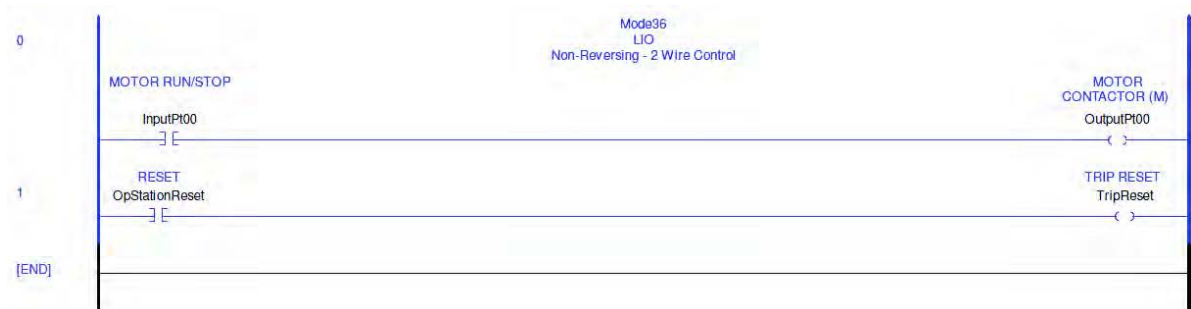 0
Mode36
LIO
Non-Reversing - 2 Wire Control
MOTOR RUN/STOP
InputPt00
MOTOR
CONTACTOR (M)
OutputPt00
1
RESET
OpStationReset
TRIP RESET
TripReset
[END]